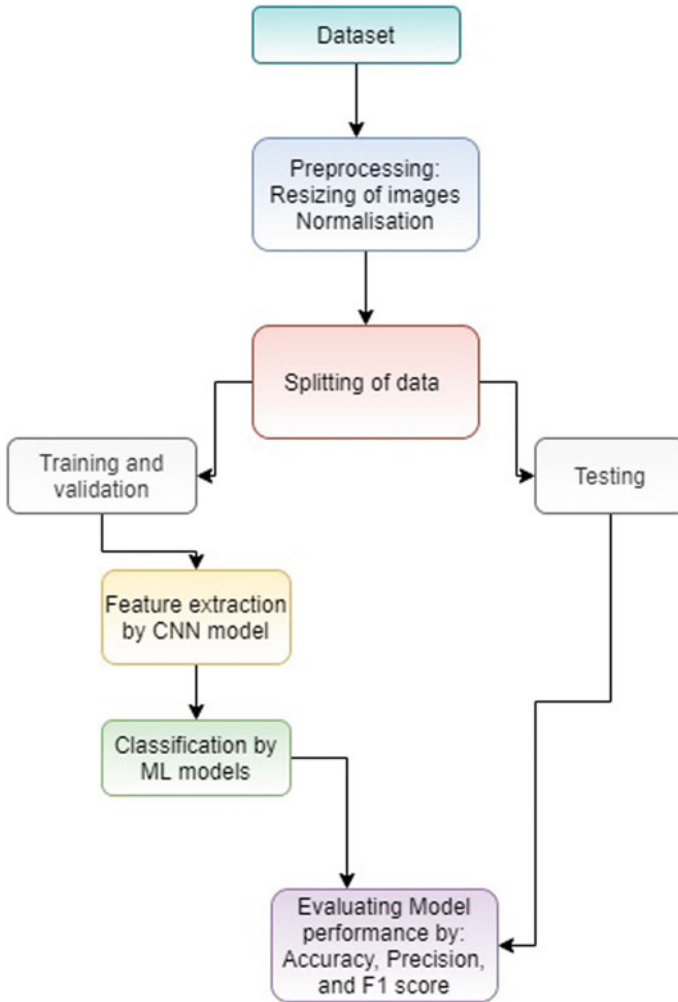 Dataset
Preprocessing:
Resizing of images
Normalisation
Splitting of data
Training and
validation
Testing
Feature extraction
by CNN model
Classification by
ML models
Evaluating Model
performance by:
Accuracy, Precision,
and F1 score